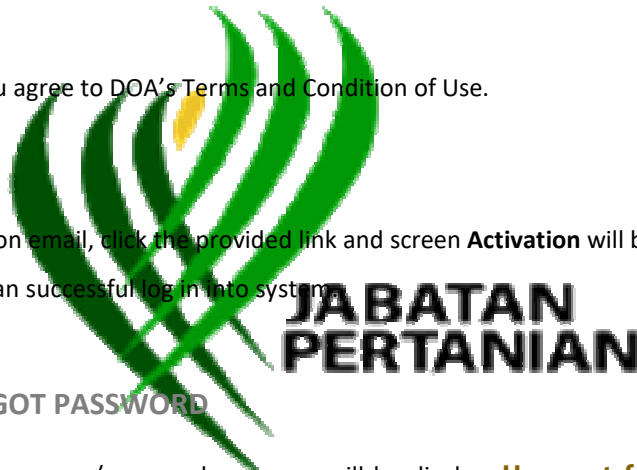 u agree to DOA's Terms and Condition of Use.
on email, click the provided link and screen Activation will b
an successful log in into system.
JABATAN
PERTANIAN
GOT PASSWORD